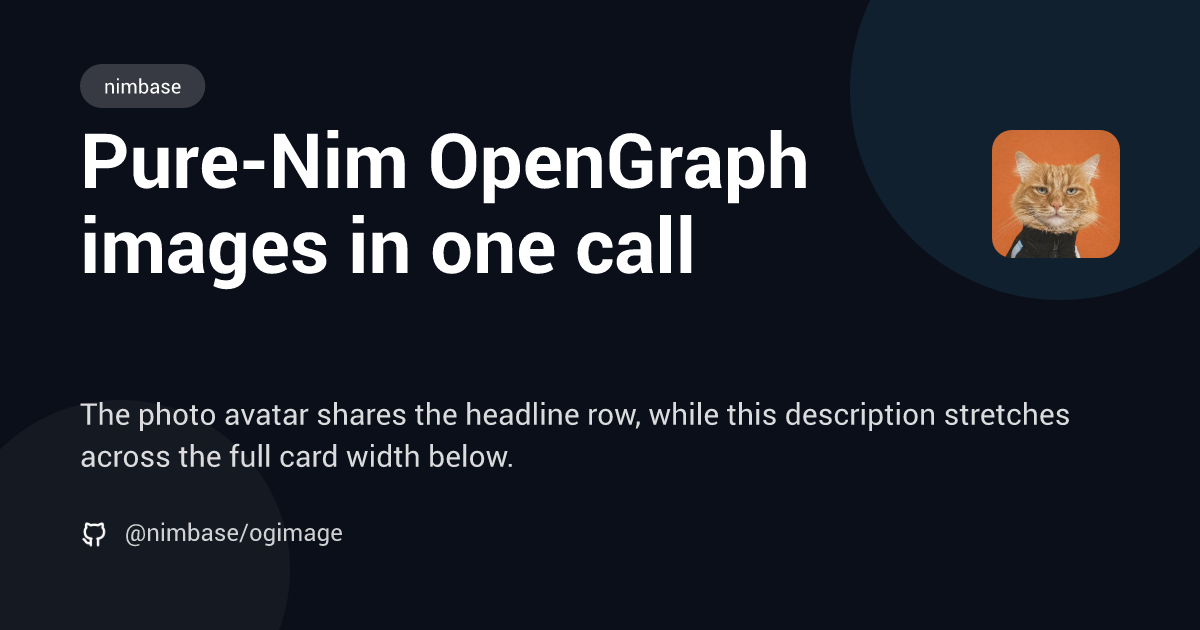 nimbase
Pure-Nim OpenGraph
images in one call
The photo avatar shares the headline row, while this description stretches
across the full card width below.
@nimbase/ogimage